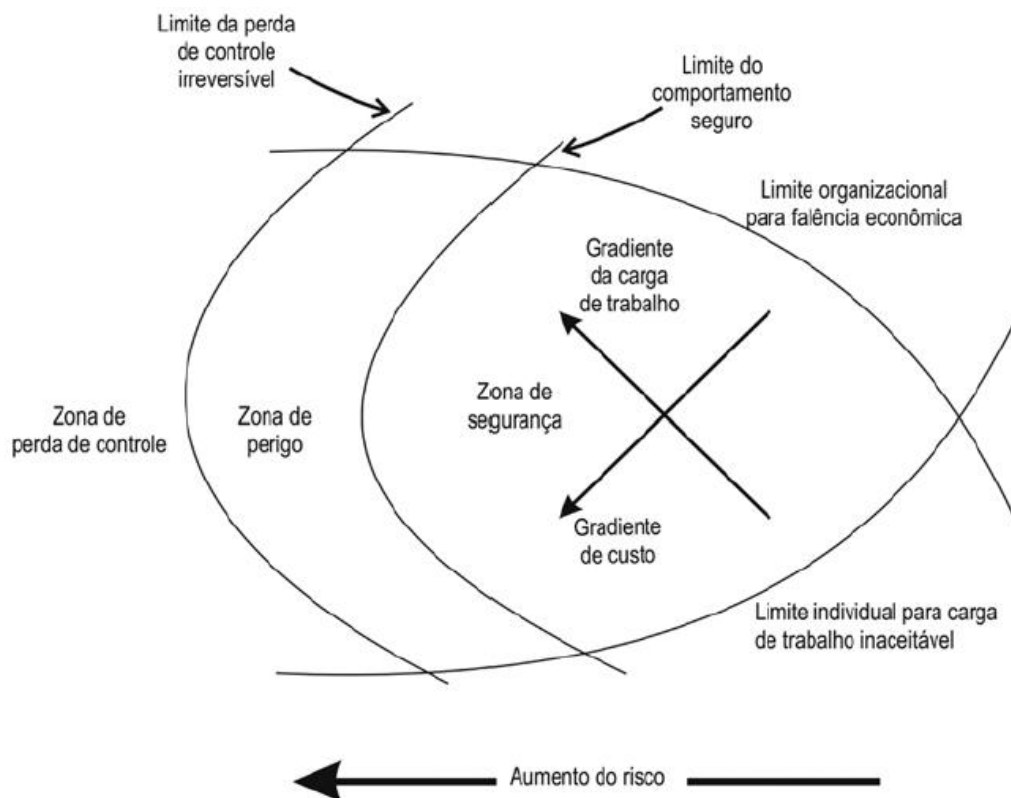 Limite da perda
de controle
irreversível
Limite do
comportamento
seguro
Limite organizacional
para falência econômica
Gradiente
da carga
de trabalho
Zona de
perda de controle
Zona de
perigo
Zona de
segurança
Gradiente
de custo
Limite individual para carga
de trabalho inaceitável
Aumento do risco